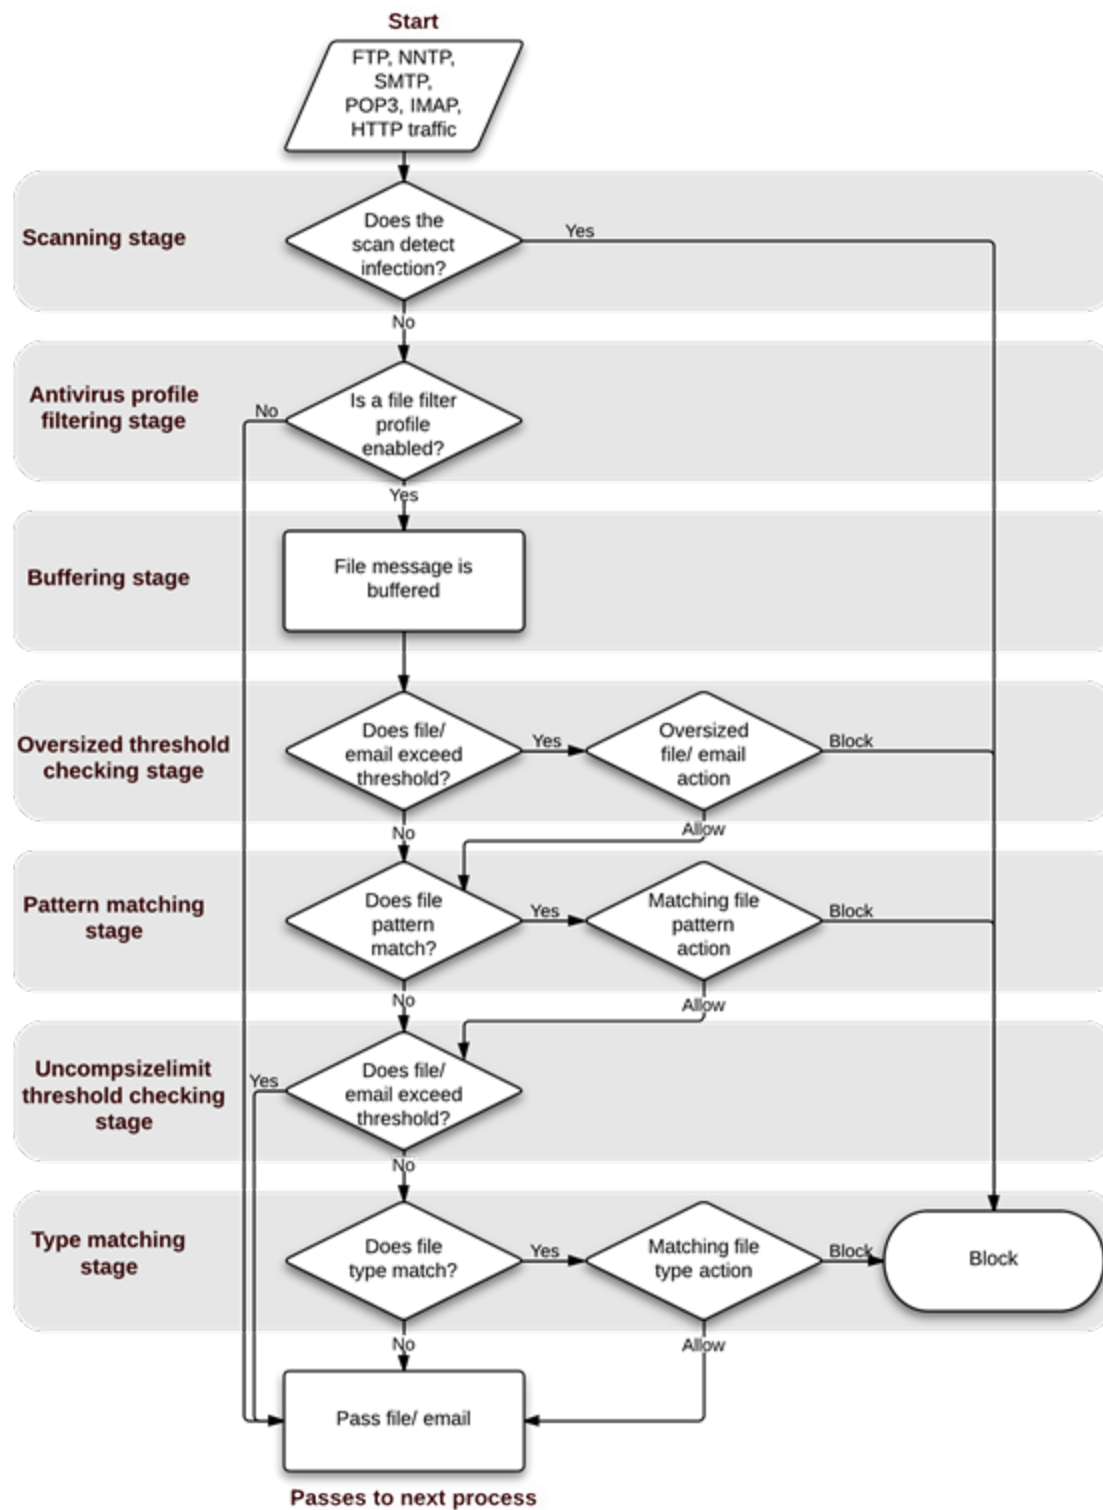 Start
FTP, NNTP,
SMTP,
POP3, IMAP,
HTTP traffic
Scanning stage
Does the
scan detect
infection?
Yes
No
Antivirus profile
filtering stage
No
Is a file filter
profile
enabled?
Yes
Buffering stage
File message is
buffered
Oversized threshold
checking stage
Does file/
email exceed
threshold?
Yes
Oversized
file/ email
action
Block
No
Allow
Pattern matching
stage
Does file
pattern
match?
Yes
Matching file
pattern
action
Block
No
Allow
Uncompsizelimit
threshold checking
stage
Yes
Does file/
email exceed
threshold?
No
Type matching
stage
Does file
type match?
Yes
Matching file
type action
Block
Block
No
Allow
Pass file/ email
Passes to next process